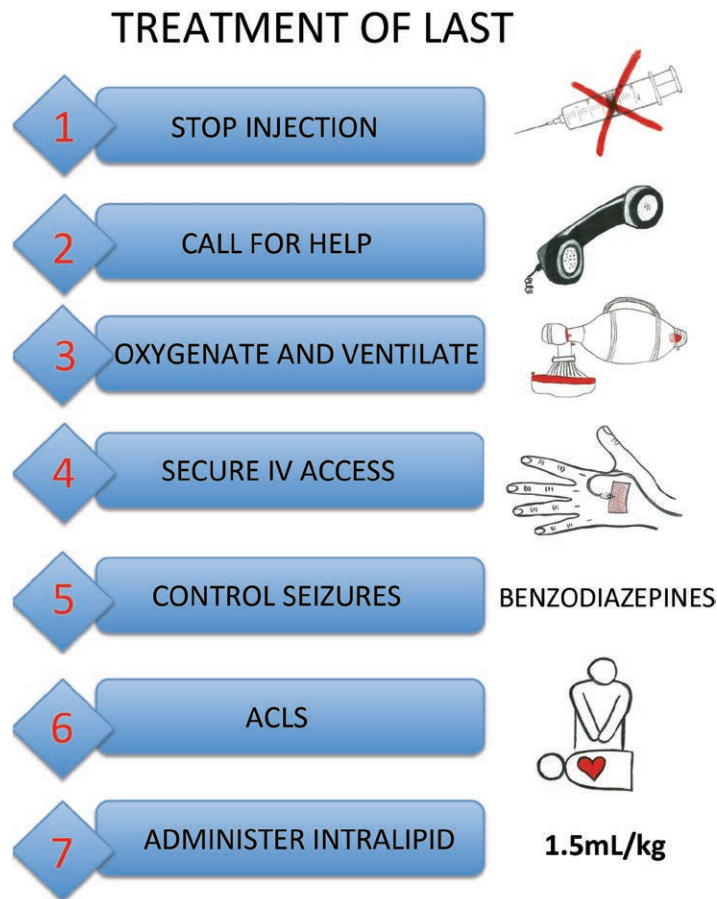 TREATMENT OF LAST
1 STOP INJECTION
2 CALL FOR HELP
3 OXYGENATE AND VENTILATE
4 SECURE IV ACCESS
5 CONTROL SEIZURES BENZODIAZEPINES
6 ACLS
7 ADMINISTER INTRALIPID 1.5mL/kg